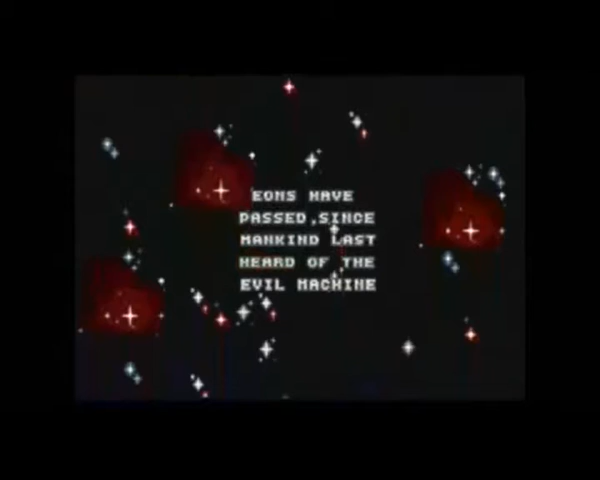 EONS HAVE
PASSED SINCE
MANKIND LAST
HEARD OF THE
EVIL MACHINE